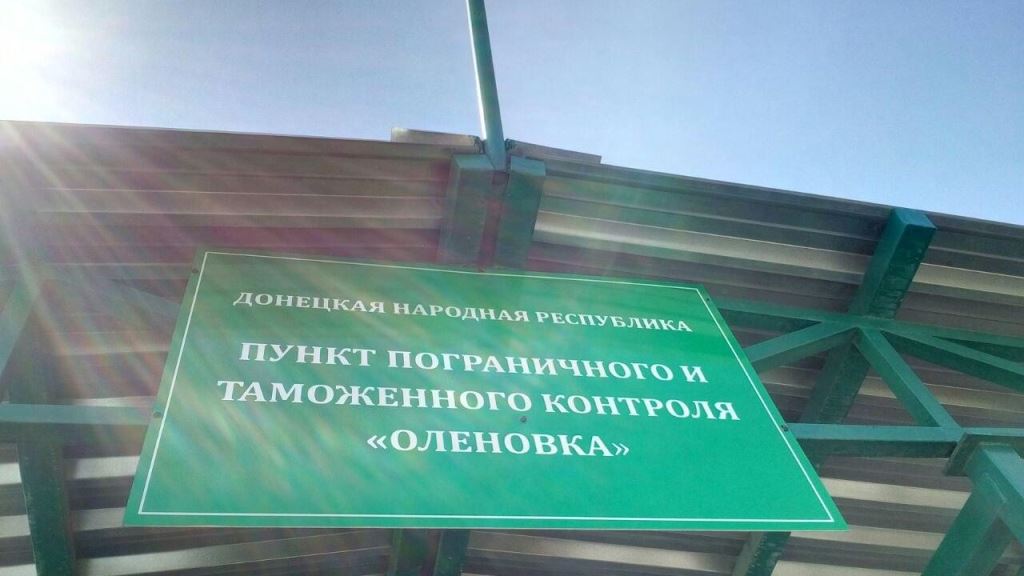 ДОНЕЦКАЯ НАРОДНАЯ РЕСПУБЛИКА
ПУНКТ ПОГРАНИЧНОГО И
ТАМОЖЕННОГО КОНТРОЛЯ
«ОЛЕНОВКА»